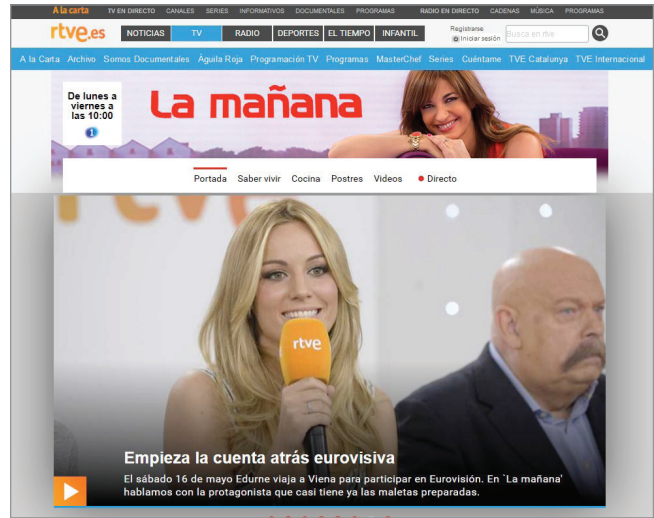 A la carta TV EN DIRECTO CANALES SERIES INFORMATIVOS DOCUMENTALES PROGRAMAS RADIO EN DIRECTO CADENAS MÚSICA PROGRAMAS
rtve.es NOTICIAS TV RADIO DEPORTES EL TIEMPO INFANTIL
Registrarse
Iniciar sesión
Busca en rtve
A la Carta Archivo Somos Documentales Águila Roja Programación TV Programas MasterChef Series Cuéntame TVE Catalunya TVE Internacional
De lunes a
viernes a
las 10:00
1
La mañana
Portada Saber vivir Cocina Postres Videos Directo
rtve
rtve
Empieza la cuenta atrás eurovisiva
El sábado 16 de mayo Edurne viaja a Viena para participar en Eurovisión. En `La mañana'
hablamos con la protagonista que casi tiene ya las maletas preparadas.